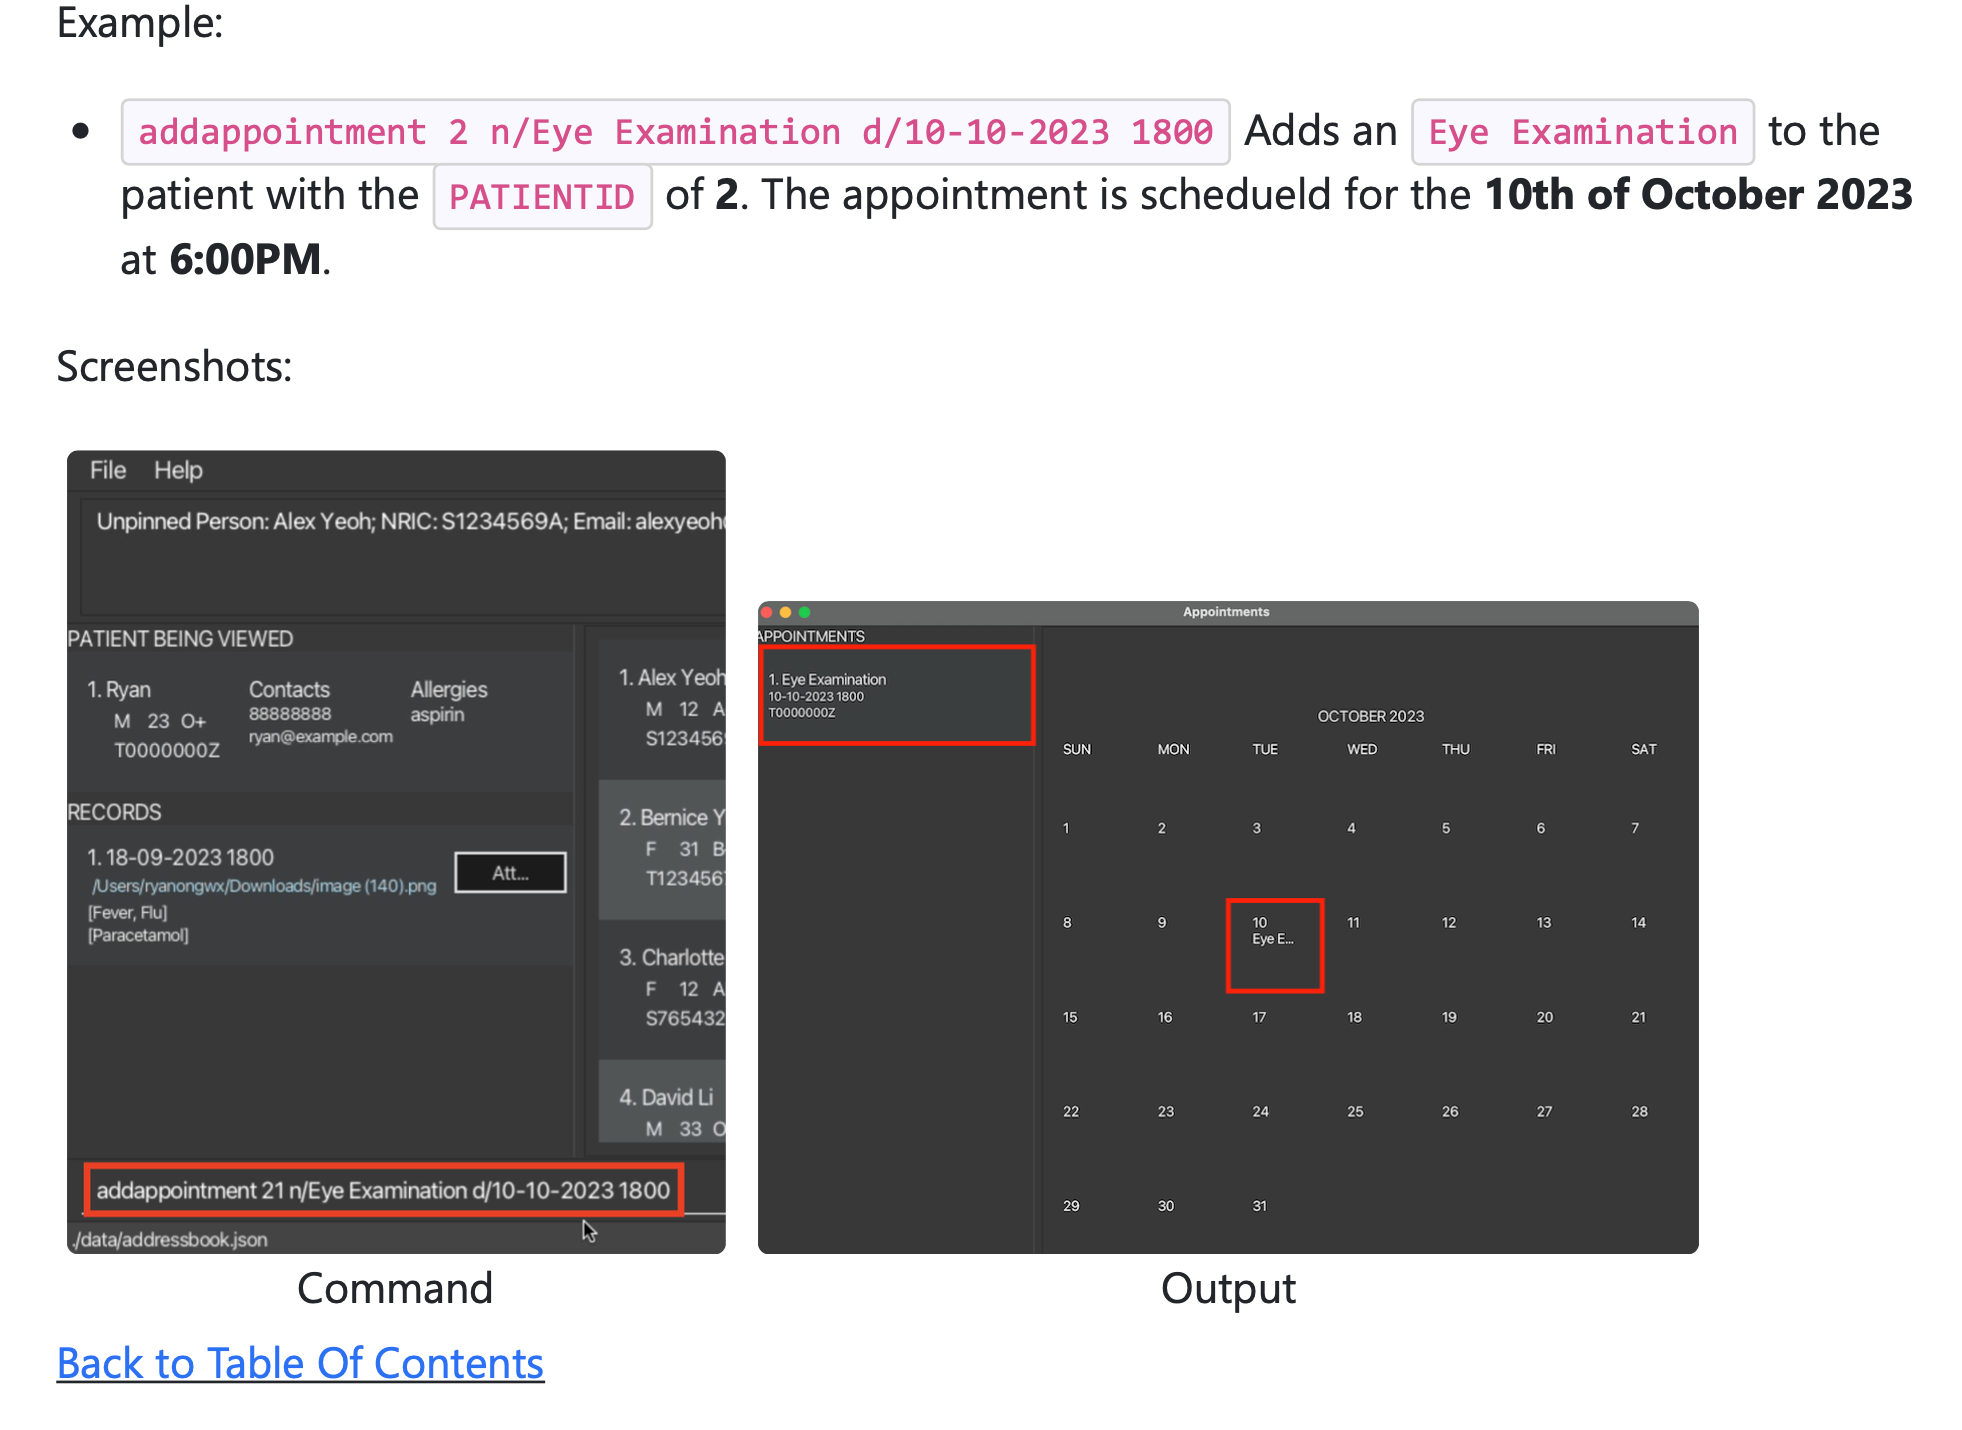 Example:
addappointment 2 n/Eye Examination d/10-10-2023 1800 Adds an Eye Examination to the
patient with the PATIENTID of 2. The appointment is schedueld for the 10th of October 2023
at 6:00PM.
Screenshots:
File Help
Unpinned Person: Alex Yeoh; NRIC: S1234569A; Email: alexyeoh
PATIENT BEING VIEWED
1. Ryan Contacts Allergies
M 23 O+ 88888888 aspirin
T0000000Z ryan@example.com
RECORDS
1. 18-09-2023 1800
/Users/ryanongwx/Downloads/image (140).png
Att...
[Fever, Flu]
[Paracetamol]
1. Alex Yeoh
M 12 A
S123456
2. Bernice Y
F 31 B
T123456
3. Charlotte
F 12 A
S765432
4. David Li
M 33 O
addappointment 21 n/Eye Examination d/10-10-2023 1800
./data/addressbook.json
Command
Appointments
APPOINTMENTS
1. Eye Examination
10-10-2023 1800
T0000000Z
OCTOBER 2023
SUN MON TUE WED THU FRI SAT
1 2 3 4 5 6 7
8 9 10 11 12 13 14
Eye E...
15 16 17 18 19 20 21
22 23 24 25 26 27 28
29 30 31
Output
Back to Table Of Contents